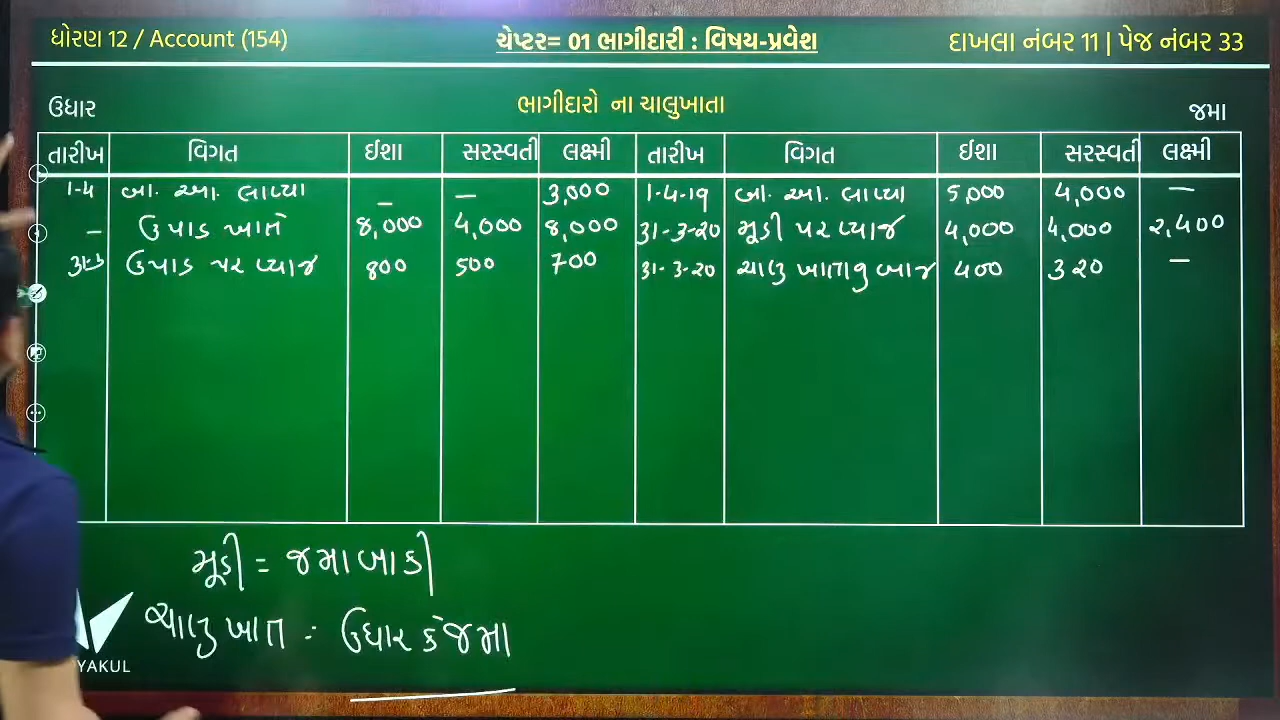 ધોરણ 12 / Account (154) ચેપ્ટર= 01 ભાગીદારી : વિષય-પ્રવેશ દાખલા નંબર 11 | પેજ નંબર 33
ઉધાર ભાગીદારો ના ચાલુખાતા જમા
તારીખ વિગત ઈશા સરસ્વતી લક્ષ્મી તારીખ વિગત ઈશા સરસ્વતી લક્ષ્મી
1-4 બા. આ. લાવ્યા — — 3,000 1-4-19 બા. આ. લાવ્યા 5,000 4,000 —
— ઉપાડ ખાતે 8,000 4,000 8,000 31-3-20 મૂડી પર વ્યાજ 4,000 4,000 2,400
31-3 ઉપાડ પર વ્યાજ 800 500 700 31-3-20 ચાલુ ખાતાનુ વ્યાજ 400 320 —
મૂડી = જમાબાકી
ચાલુ ખાતા = ઉધાર કે જમા
YAKUL